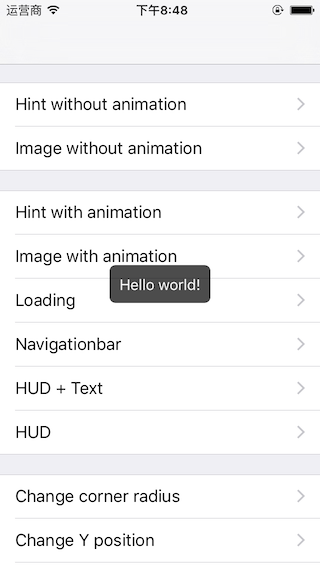 运营商 下午8:48
Hint without animation
Image without animation
Hint with animation
Image with animation
Hello world!
Loading
Navigationbar
HUD + Text
HUD
Change corner radius
Change Y position